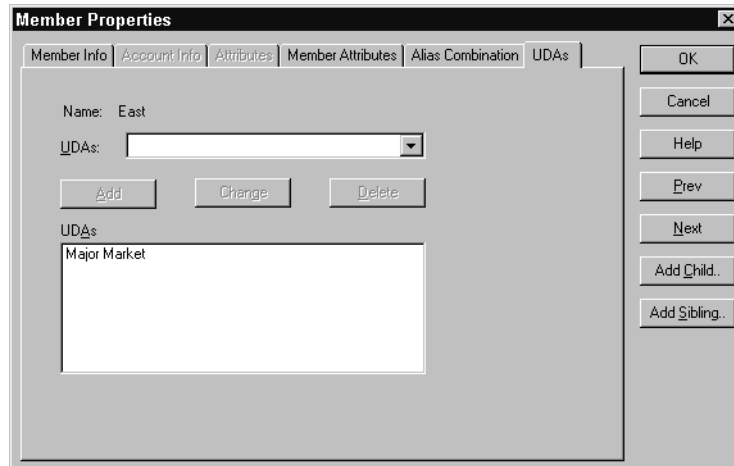 Member Properties
Member Info Account Info Attributes Member Attributes Alias Combination UDAs
OK
Cancel
Help
Prev
Next
Add Child..
Add Sibling..
Name: East
UDAs:
Add Change Delete
UDAs
Major Market